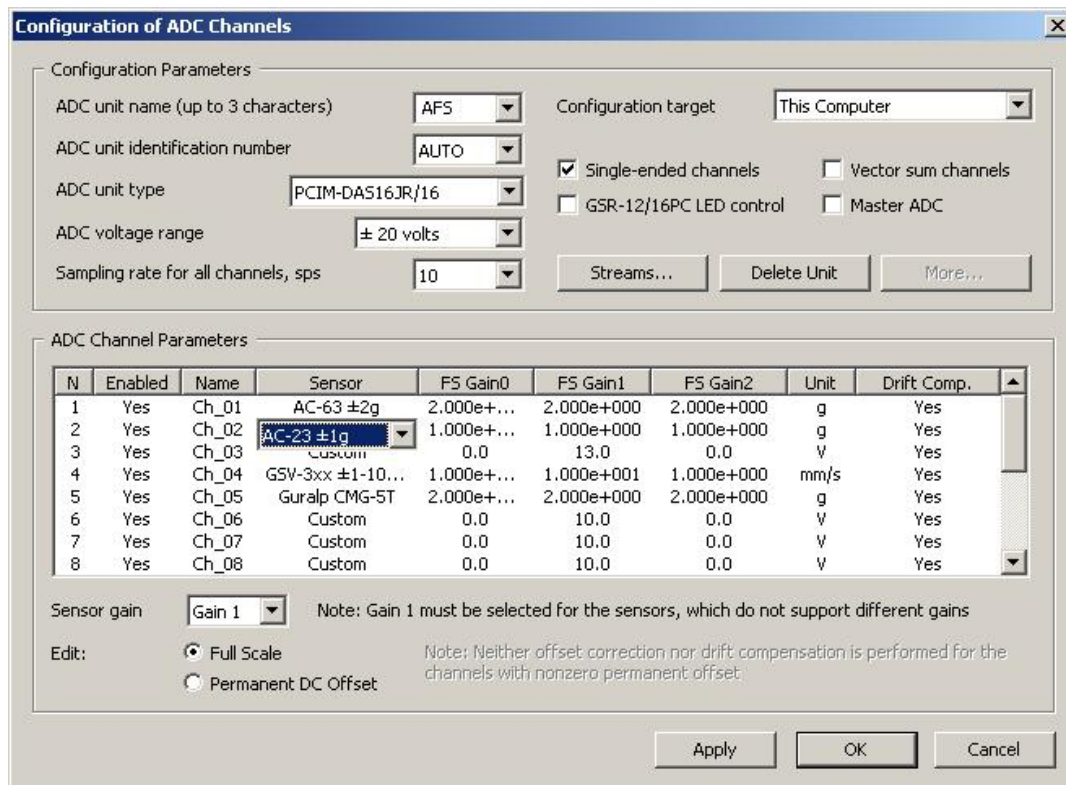 Configuration of ADC Channels
Configuration Parameters
ADC unit name (up to 3 characters) AFS Configuration target This Computer
ADC unit identification number AUTO
Single-ended channels Vector sum channels
ADC unit type PCIM-DAS16JR/16
GSR-12/16PC LED control Master ADC
ADC voltage range ± 20 volts
Sampling rate for all channels, sps 10 Streams... Delete Unit More...
ADC Channel Parameters
N Enabled Name Sensor FS Gain0 FS Gain1 FS Gain2 Unit Drift Comp.
1 Yes Ch_01 AC-63 ±2g 2.000e+... 2.000e+000 2.000e+000 g Yes
2 Yes Ch_02 AC-23 ±1g 1.000e+... 1.000e+000 1.000e+000 g Yes
3 Yes Ch_03 Custom 0.0 13.0 0.0 V Yes
4 Yes Ch_04 GSV-3xx ±1-10... 1.000e+... 1.000e+001 1.000e+000 mm/s Yes
5 Yes Ch_05 Guralp CMG-5T 2.000e+... 2.000e+000 2.000e+000 g Yes
6 Yes Ch_06 Custom 0.0 10.0 0.0 V Yes
7 Yes Ch_07 Custom 0.0 10.0 0.0 V Yes
8 Yes Ch_08 Custom 0.0 10.0 0.0 V Yes
Sensor gain Gain 1 Note: Gain 1 must be selected for the sensors, which do not support different gains
Edit: Full Scale Note: Neither offset correction nor drift compensation is performed for the
channels with nonzero permanent offset
Permanent DC Offset
Apply OK Cancel